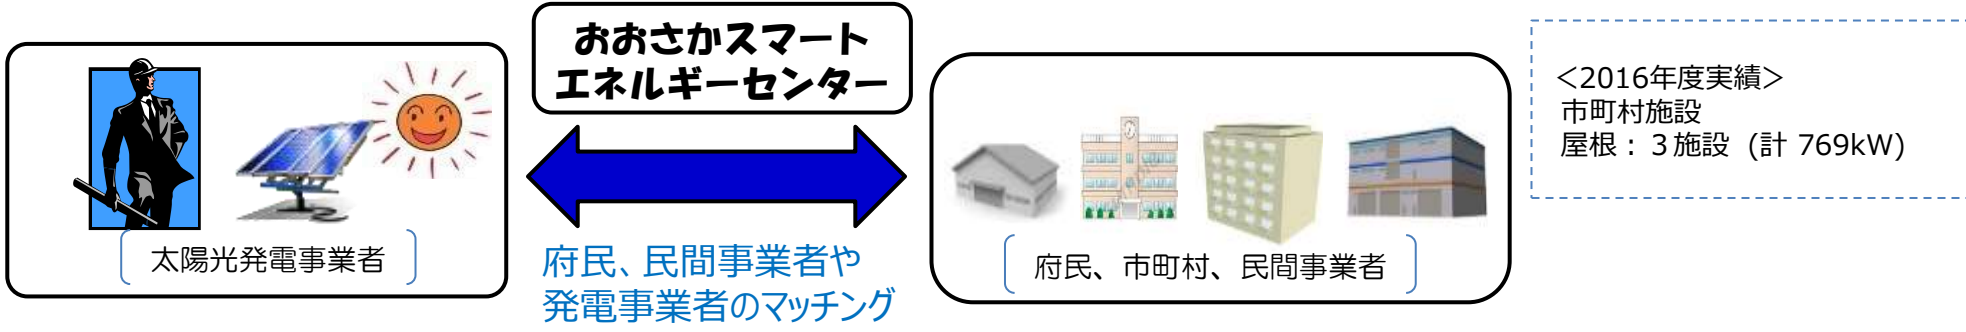 おおさかスマート
エネルギーセンター
太陽光発電事業者
府民、民間事業者や
発電事業者のマッチング
府民、市町村、民間事業者
<2016年度実績>
市町村施設
屋根：３施設 (計 769kW)